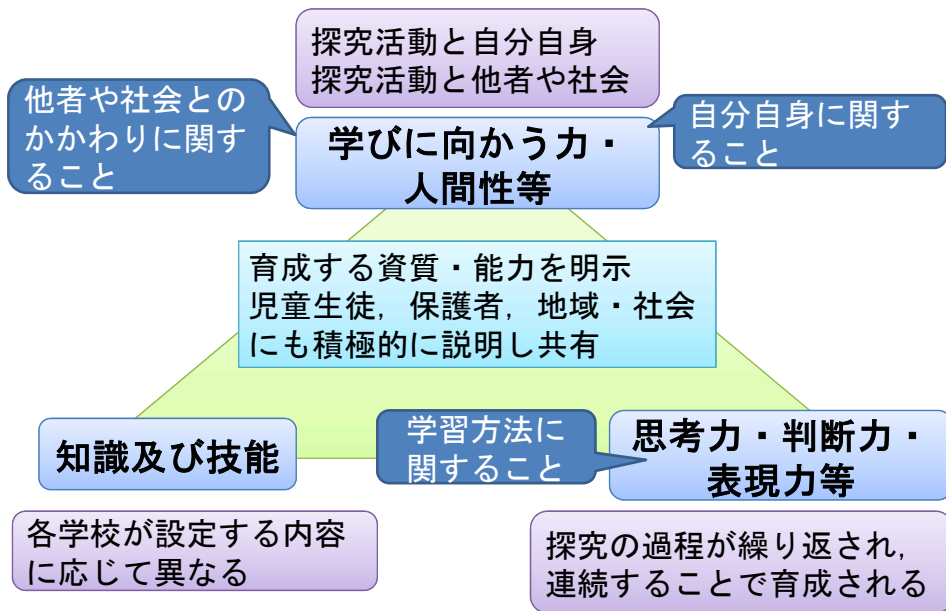 探究活動と自分自身
探究活動と他者や社会
他者や社会との
かかわりに関す
ること
自分自身に関す
ること
学びに向かう力・
人間性等
育成する資質・能力を明示
児童生徒，保護者，地域・社会
にも積極的に説明し共有
知識及び技能
学習方法に
関すること
思考力・判断力・
表現力等
各学校が設定する内容
に応じて異なる
探究の過程が繰り返され，
連続することで育成される